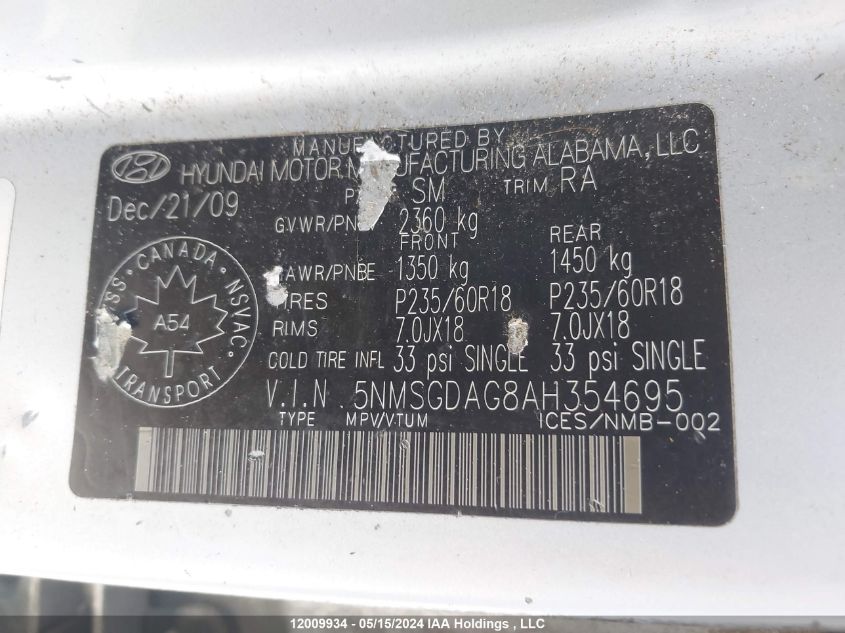 MANUFACTURED BY
HYUNDAI MOTOR MANUFACTURING ALABAMA, LLC
Dec/21/09
SM TRIM RA
GVWR/PNBV 2360 kg
FRONT REAR
GAWR/PNBE 1350 kg 1450 kg
TIRES P235/60R18 P235/60R18
RIMS 7.0JX18 7.0JX18
COLD TIRE INFL 33 psi SINGLE 33 psi SINGLE
V.I.N 5NMSGDAG8AH354695
TYPE MPV/VTUM ICES/NMB-002
CANADA
NSVAC
TRANSPORT
A54
12009934 - 05/15/2024 IAA Holdings , LLC